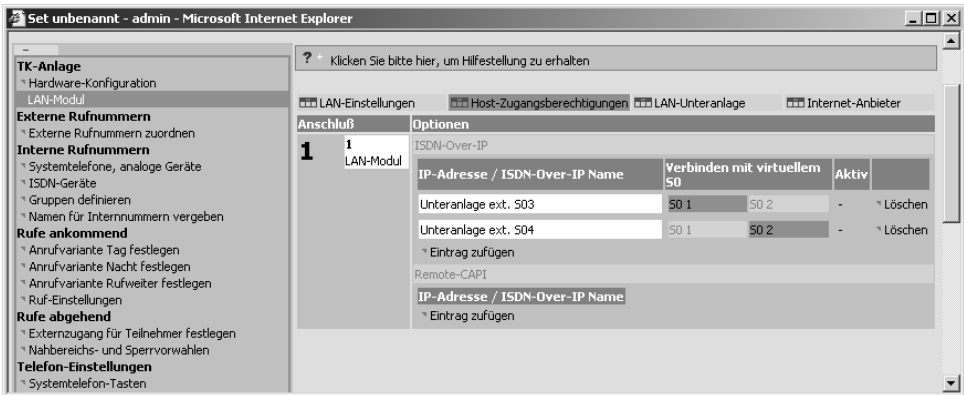 Set unbenannt - admin - Microsoft Internet Explorer
TK-Anlage
Hardware-Konfiguration
LAN-Modul
Externe Rufnummern
Externe Rufnummern zuordnen
Interne Rufnummern
Systemtelefone, analoge Geräte
ISDN-Geräte
Gruppen definieren
Namen für Internnummern vergeben
Rufe ankommend
Anrufvariante Tag festlegen
Anrufvariante Nacht festlegen
Anrufvariante Rufweiter festlegen
Ruf-Einstellungen
Rufe abgehend
Externzugang für Teilnehmer festlegen
Nahbereichs- und Sperrvorwahlen
Telefon-Einstellungen
Systemtelefon-Tasten
? Klicken Sie bitte hier, um Hilfestellung zu erhalten
LAN-Einstellungen Host-Zugangsberechtigungen LAN-Unteranlage Internet-Anbieter
Anschluß Optionen
1 1 LAN-Modul
ISDN-Over-IP
IP-Adresse / ISDN-Over-IP Name Verbinden mit virtuellem S0 Aktiv
Unteranlage ext. S03 S0 1 S0 2 - Löschen
Unteranlage ext. S04 S0 1 S0 2 - Löschen
Eintrag zufügen
Remote-CAPI
IP-Adresse / ISDN-Over-IP Name
Eintrag zufügen